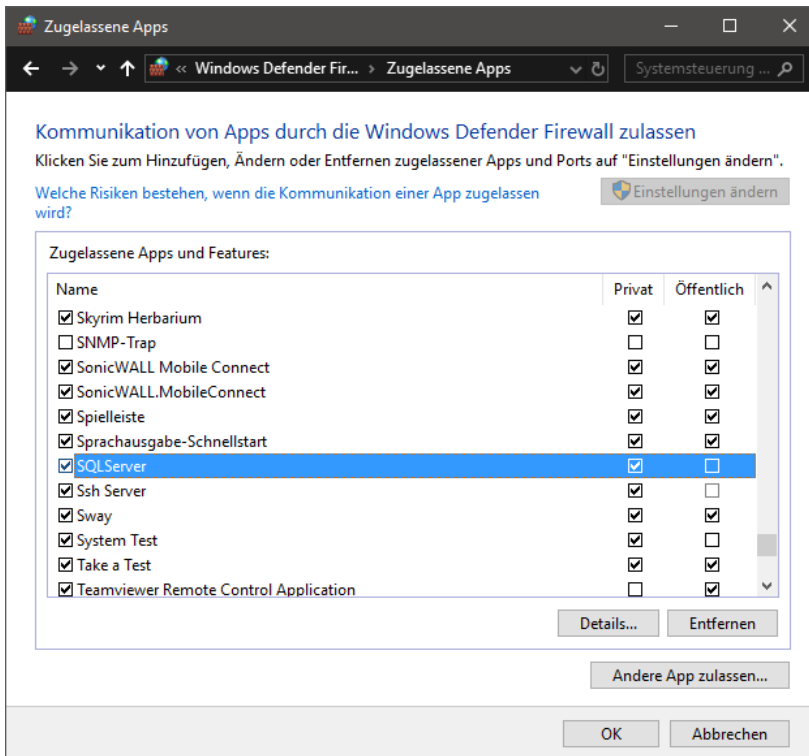 Zugelassene Apps
« Windows Defender Fir... › Zugelassene Apps
Systemsteuerung ...
Kommunikation von Apps durch die Windows Defender Firewall zulassen
Klicken Sie zum Hinzufügen, Ändern oder Entfernen zugelassener Apps und Ports auf "Einstellungen ändern".
Welche Risiken bestehen, wenn die Kommunikation einer App zugelassen
wird?
Einstellungen ändern
Zugelassene Apps und Features:
Name Privat Öffentlich
Skyrim Herbarium
SNMP-Trap
SonicWALL Mobile Connect
SonicWALL.MobileConnect
Spielleiste
Sprachausgabe-Schnellstart
SQLServer
Ssh Server
Sway
System Test
Take a Test
Teamviewer Remote Control Application
Details... Entfernen
Andere App zulassen...
OK Abbrechen